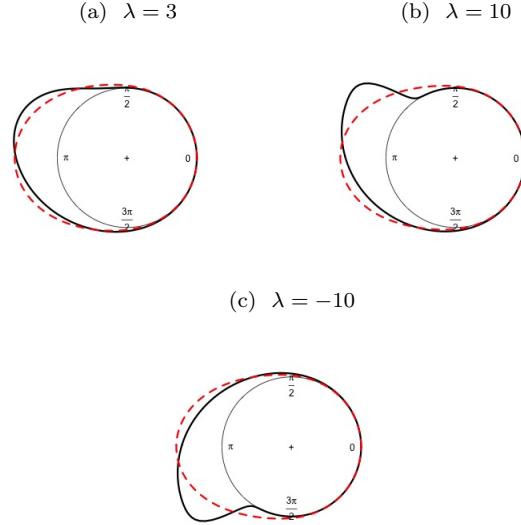 (a) λ = 3
(b) λ = 10
π/2
π
+
0
3π/2
π/2
π
+
0
3π/2
(c) λ = −10
π/2
π
+
0
3π/2